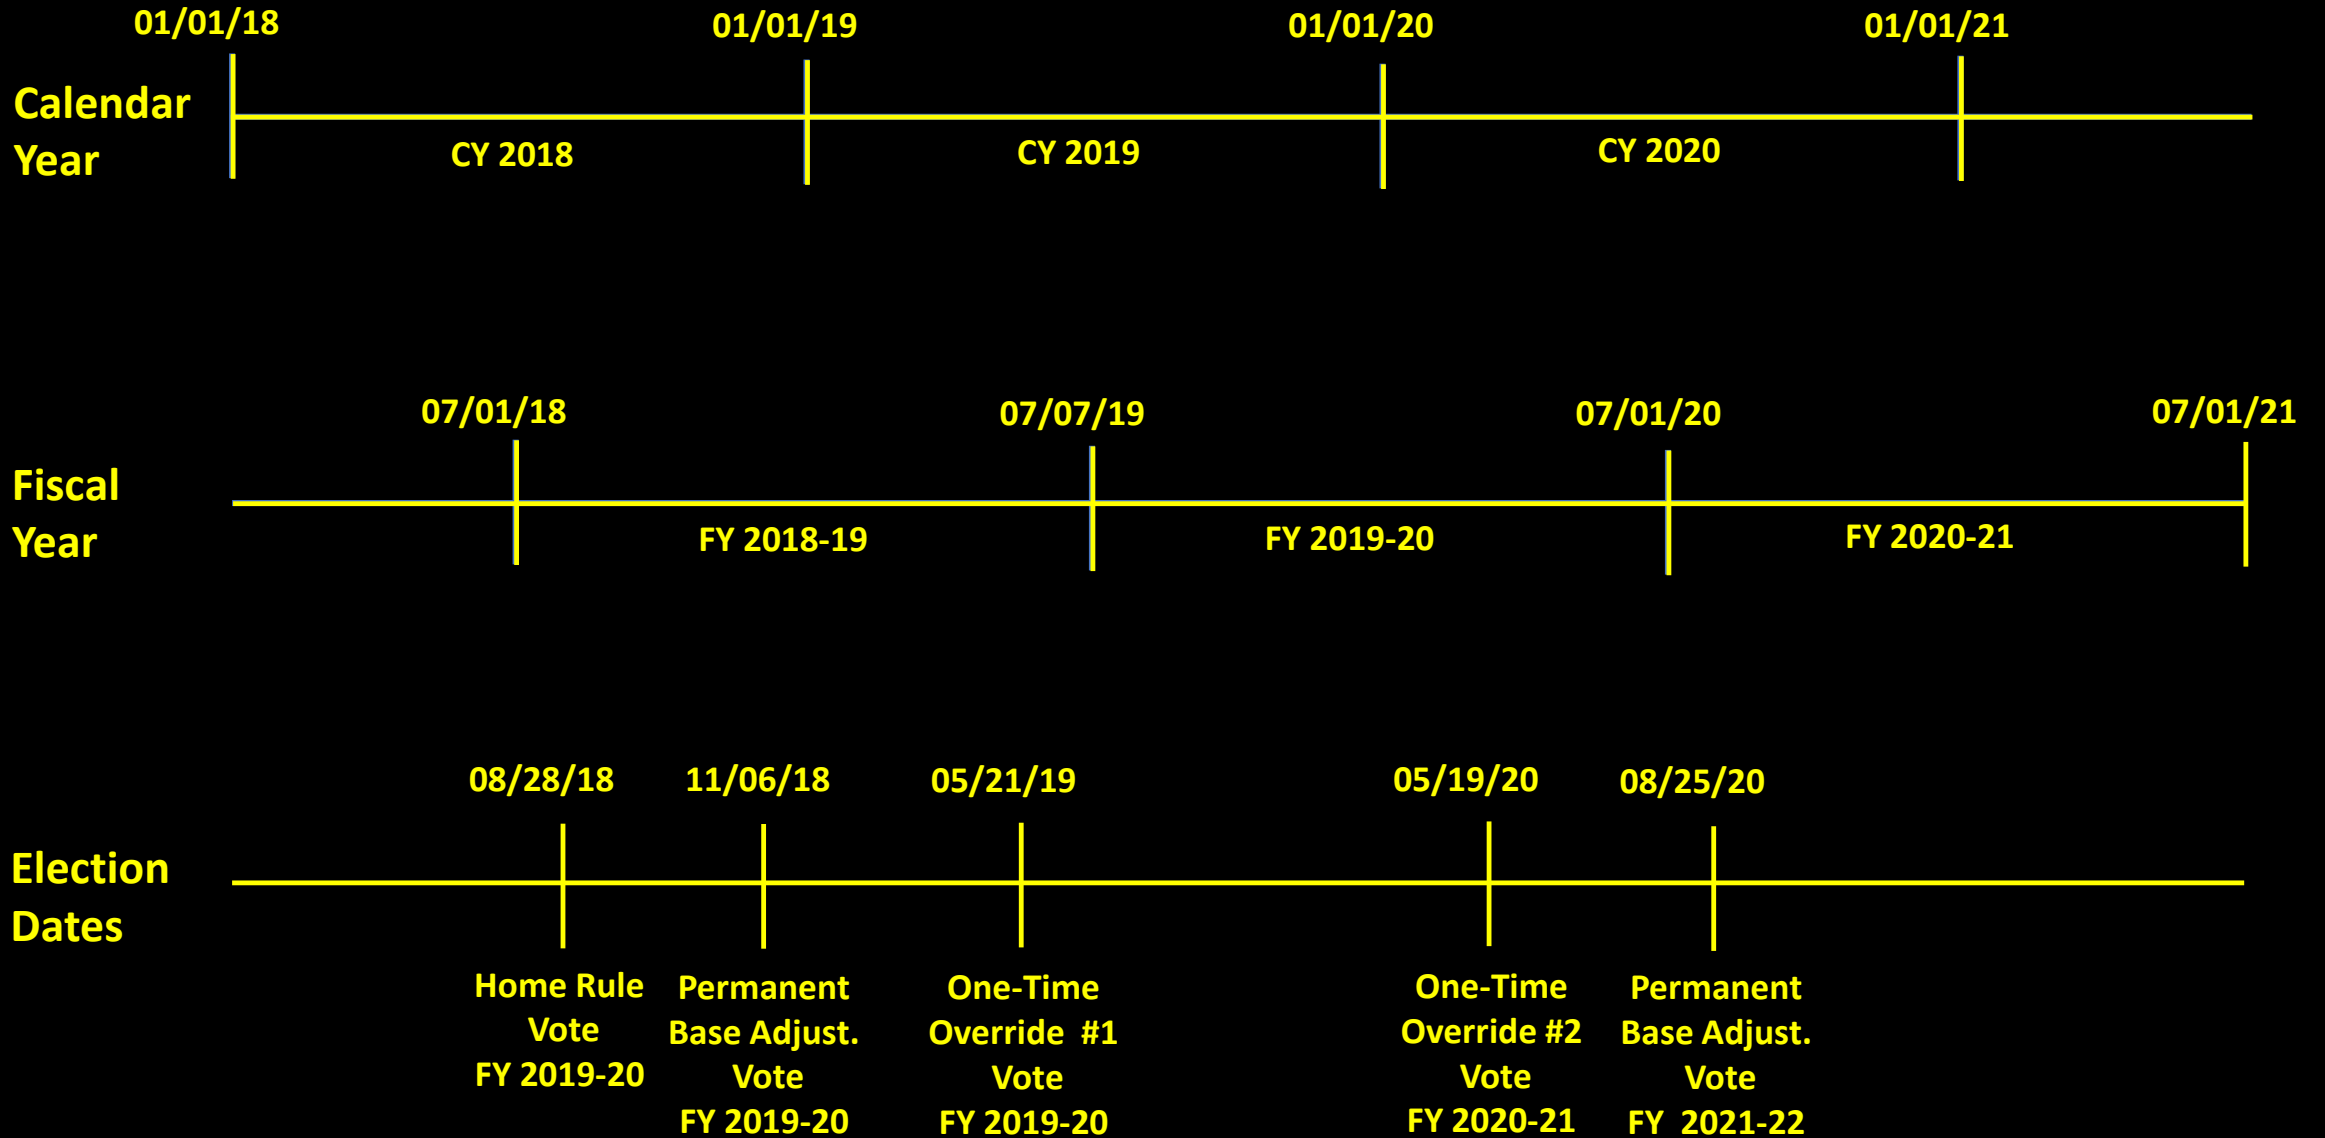 01/01/18 01/01/19 01/01/20 01/01/21
Calendar
Year
CY 2018 CY 2019 CY 2020
07/01/18 07/07/19 07/01/20 07/01/21
Fiscal
Year
FY 2018-19 FY 2019-20 FY 2020-21
08/28/18 11/06/18 05/21/19 05/19/20 08/25/20
Election
Dates
Home Rule
Vote
FY 2019-20
Permanent
Base Adjust.
Vote
FY 2019-20
One-Time
Override #1
Vote
FY 2019-20
One-Time
Override #2
Vote
FY 2020-21
Permanent
Base Adjust.
Vote
FY 2021-22